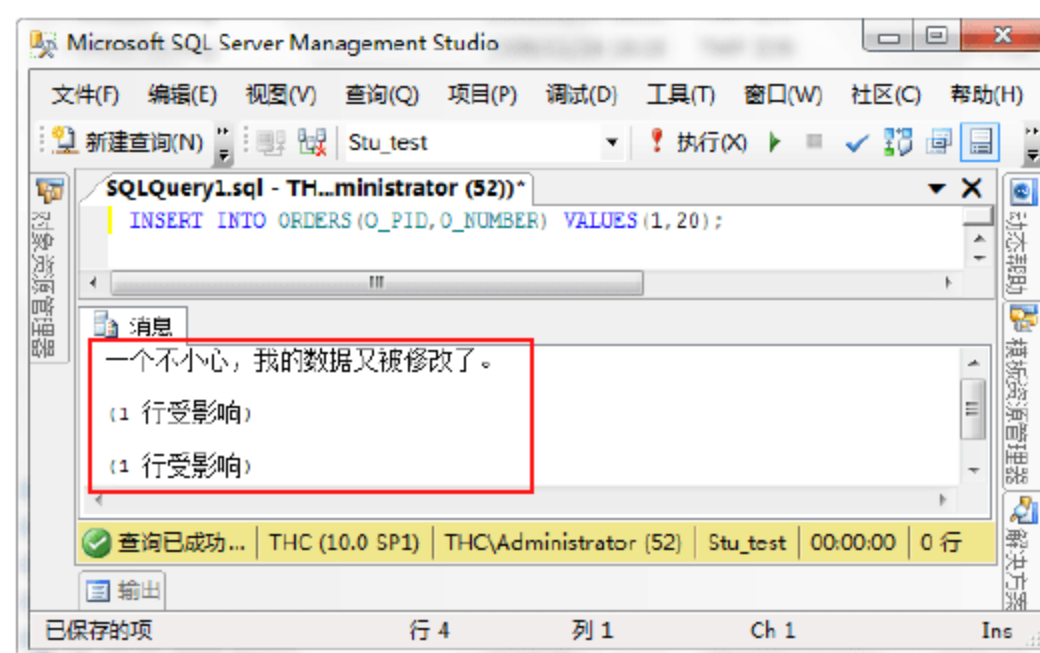 Microsoft SQL Server Management Studio
文件(F) 编辑(E) 视图(V) 查询(Q) 项目(P) 调试(D) 工具(T) 窗口(W) 社区(C) 帮助(H)
新建查询(N) Stu_test 执行(X)
SQLQuery1.sql - TH...ministrator (52))*
INSERT INTO ORDERS(O_PID,O_NUMBER) VALUES(1,20);
对象资源管理器
消息
一个不小心，我的数据又被修改了。
(1 行受影响)
(1 行受影响)
查询已成功... THC (10.0 SP1) THC\Administrator (52) Stu_test 00:00:00 0 行
输出
动态帮助
模板资源管理器
解决方案
已保存的项 行 4 列 1 Ch 1 Ins